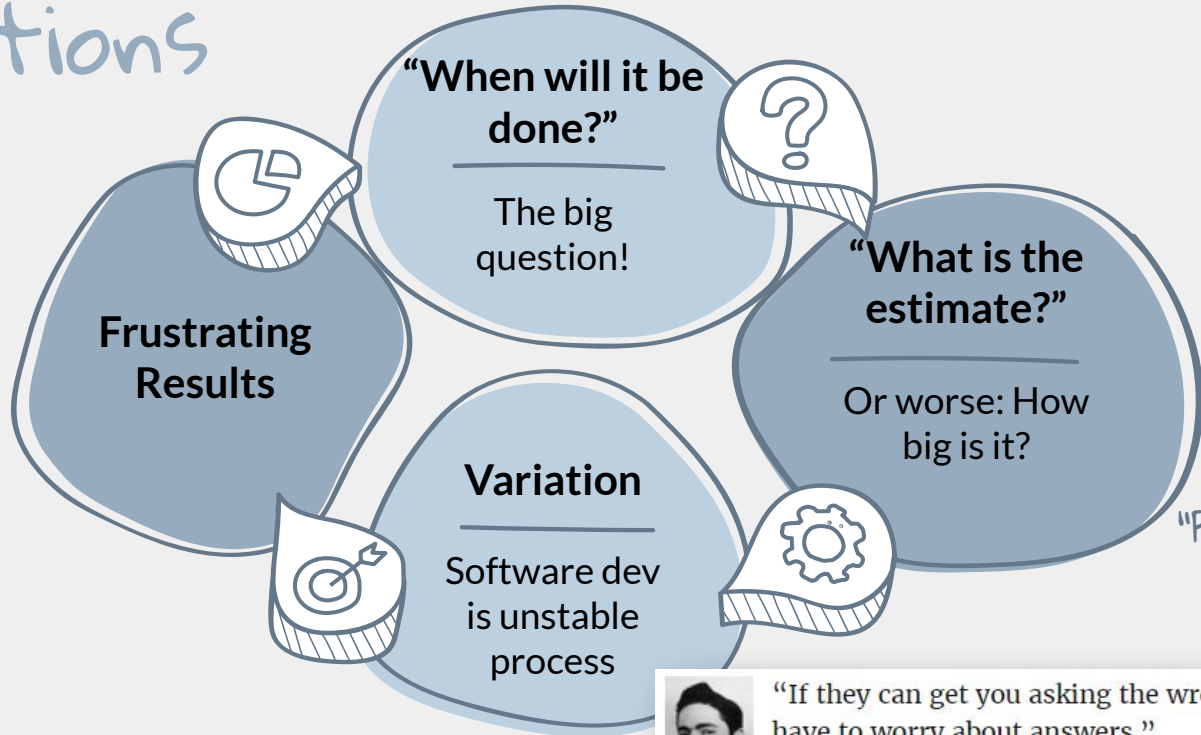 tions
“When will it be
done?”
The big
question!
“What is the
estimate?”
Or worse: How
big is it?
Variation
Software dev
is unstable
process
Frustrating
Results
“If they can get you asking the
have to worry about answers.”